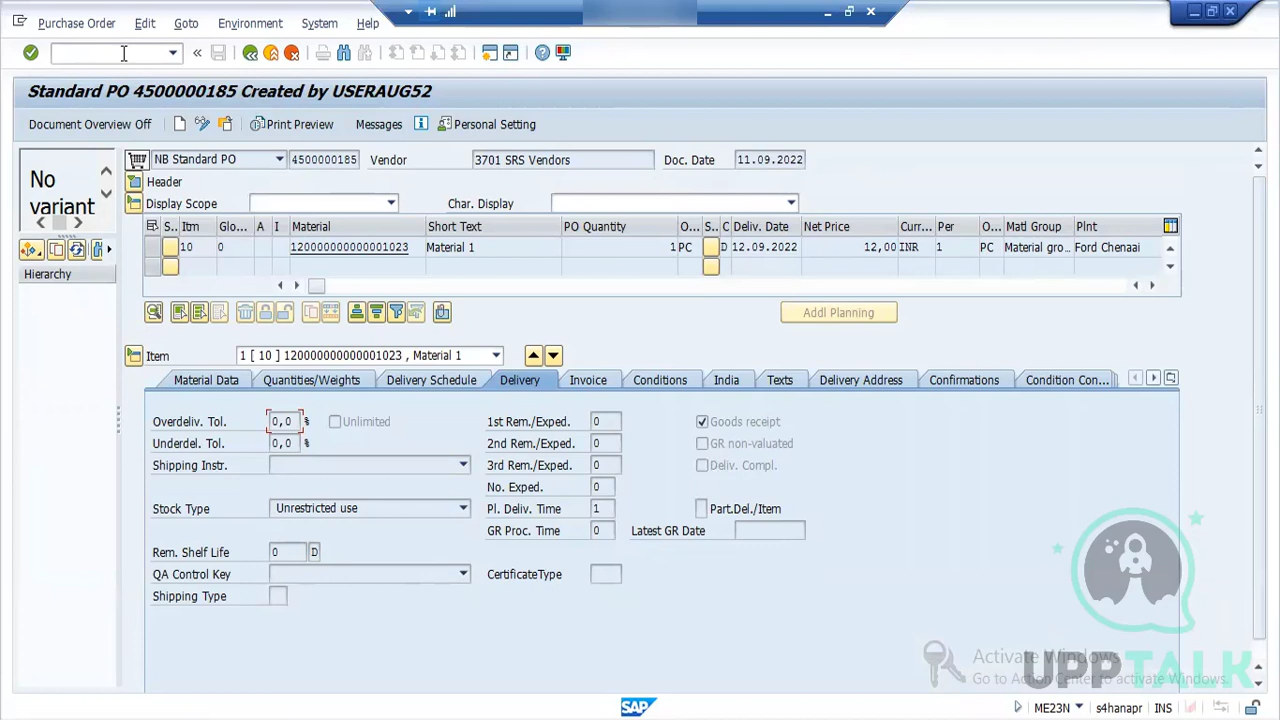 Purchase Order Edit Goto Environment System Help
Standard PO 4500000185 Created by USERAUG52
Document Overview Off Print Preview Messages Personal Setting
No
variant
NB Standard PO 4500000185 Vendor 3701 SRS Vendors Doc. Date 11.09.2022
Header
Display Scope Char. Display
S... Itm Glo... A I Material Short Text PO Quantity O... S... C Deliv. Date Net Price Curr... Per O... Matl Group Plnt
10 0 120000000000001023 Material 1 1 PC D 12.09.2022 12,00 INR 1 PC Material gro... Ford Chenaai
Hierarchy
Addl Planning
Item 1 [ 10 ] 120000000000001023 , Material 1
Material Data Quantities/Weights Delivery Schedule Delivery Invoice Conditions India Texts Delivery Address Confirmations Condition Con...
Overdeliv. Tol. 0,0 % Unlimited 1st Rem./Exped. 0 Goods receipt
Underdel. Tol. 0,0 % 2nd Rem./Exped. 0 GR non-valuated
Shipping Instr. 3rd Rem./Exped. 0 Deliv. Compl.
No. Exped. 0
Stock Type Unrestricted use Pl. Deliv. Time 1 Part.Del./Item
GR Proc. Time 0 Latest GR Date
Rem. Shelf Life 0 D
QA Control Key CertificateType
Shipping Type
Activate Windows
Go to Action Center to activate Windows.
UPPTALK
SAP ME23N s4hanapr INS